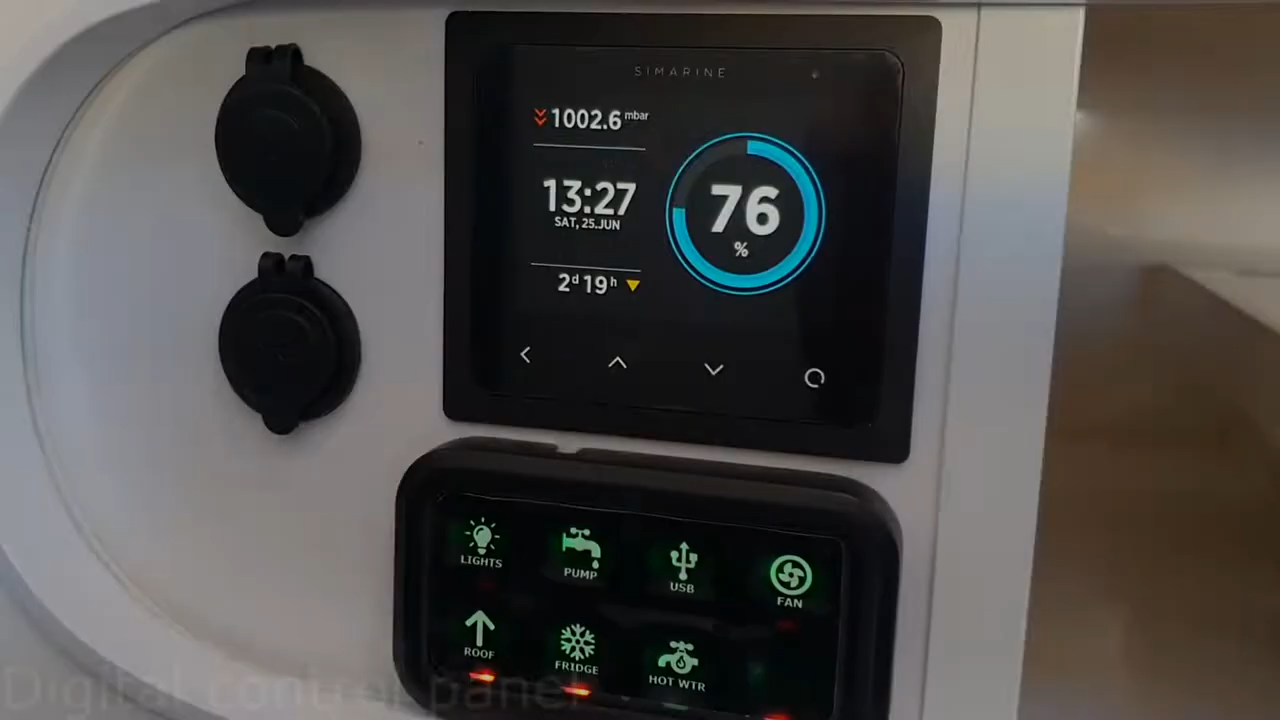 SIMARINE
1002.6 mbar
13:27
SAT, 25.JUN
2d 19h
76
%
LIGHTS
PUMP
USB
FAN
ROOF
FRIDGE
HOT WTR
Digital control panel